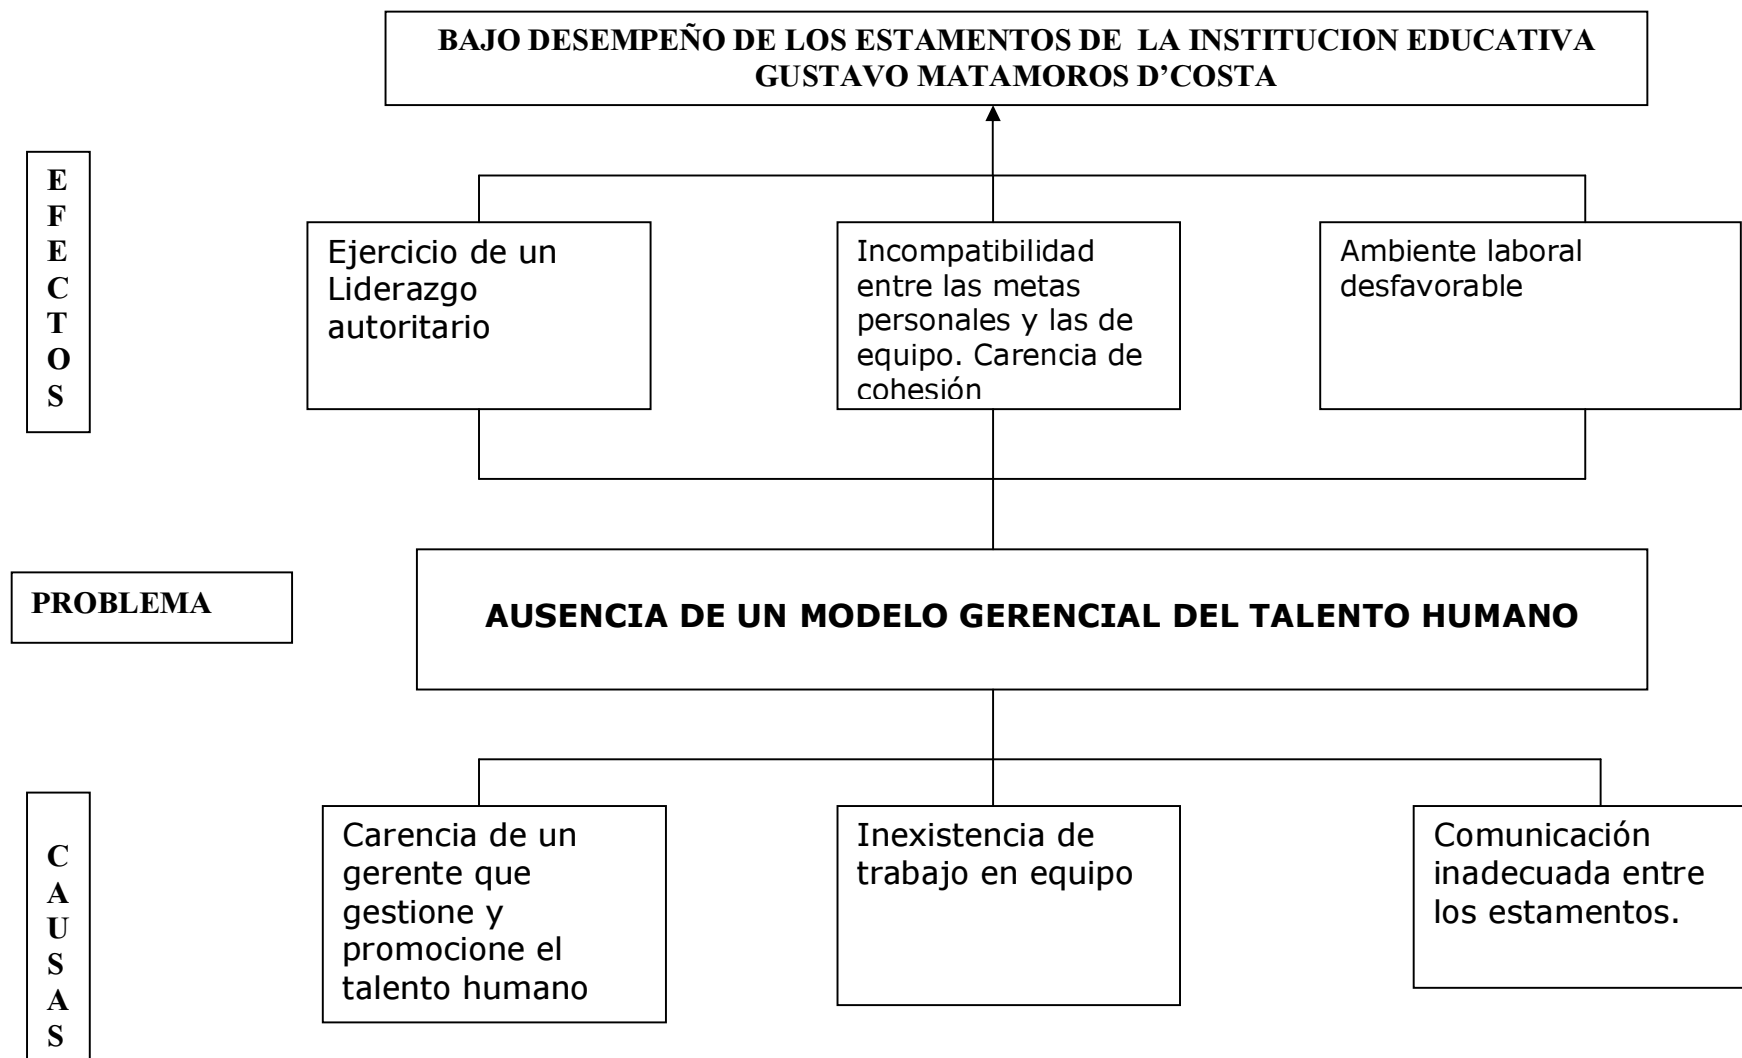 BAJO DESEMPEÑO DE LOS ESTAMENTOS DE LA INSTITUCION EDUCATIVA
GUSTAVO MATAMOROS D’COSTA
E
F
E
C
T
O
S
Ejercicio de un
Liderazgo
autoritario
Incompatibilidad
entre las metas
personales y las de
equipo. Carencia de
cohesión
Ambiente laboral
desfavorable
PROBLEMA
AUSENCIA DE UN MODELO GERENCIAL DEL TALENTO HUMANO
C
A
U
S
A
S
Carencia de un
gerente que
gestione y
promocione el
talento humano
Inexistencia de
trabajo en equipo
Comunicación
inadecuada entre
los estamentos.